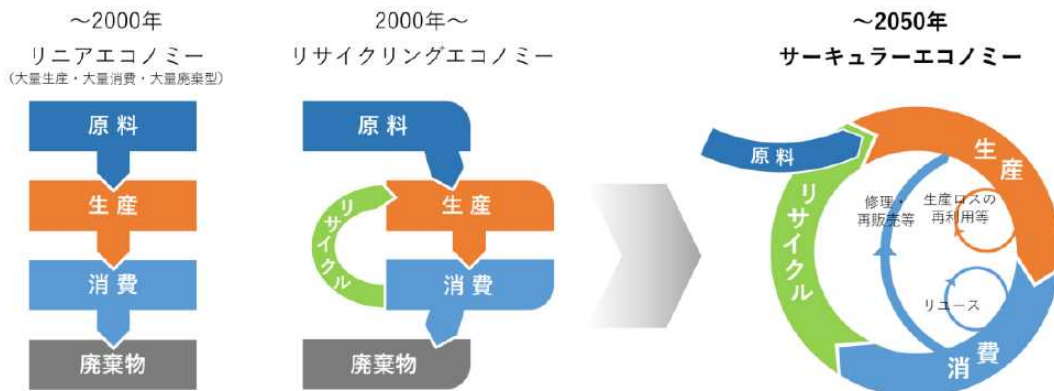 ～2000年
リニアエコノミー
（大量生産・大量消費・大量廃棄型）
原料
生産
消費
廃棄物
2000年～
リサイクリングエコノミー
原料
生産
リサイクル
消費
廃棄物
～2050年
サーキュラーエコノミー
原料
生産
修理・
再販売等
生産ロスの
再利用等
リサイクル
リユース
消費